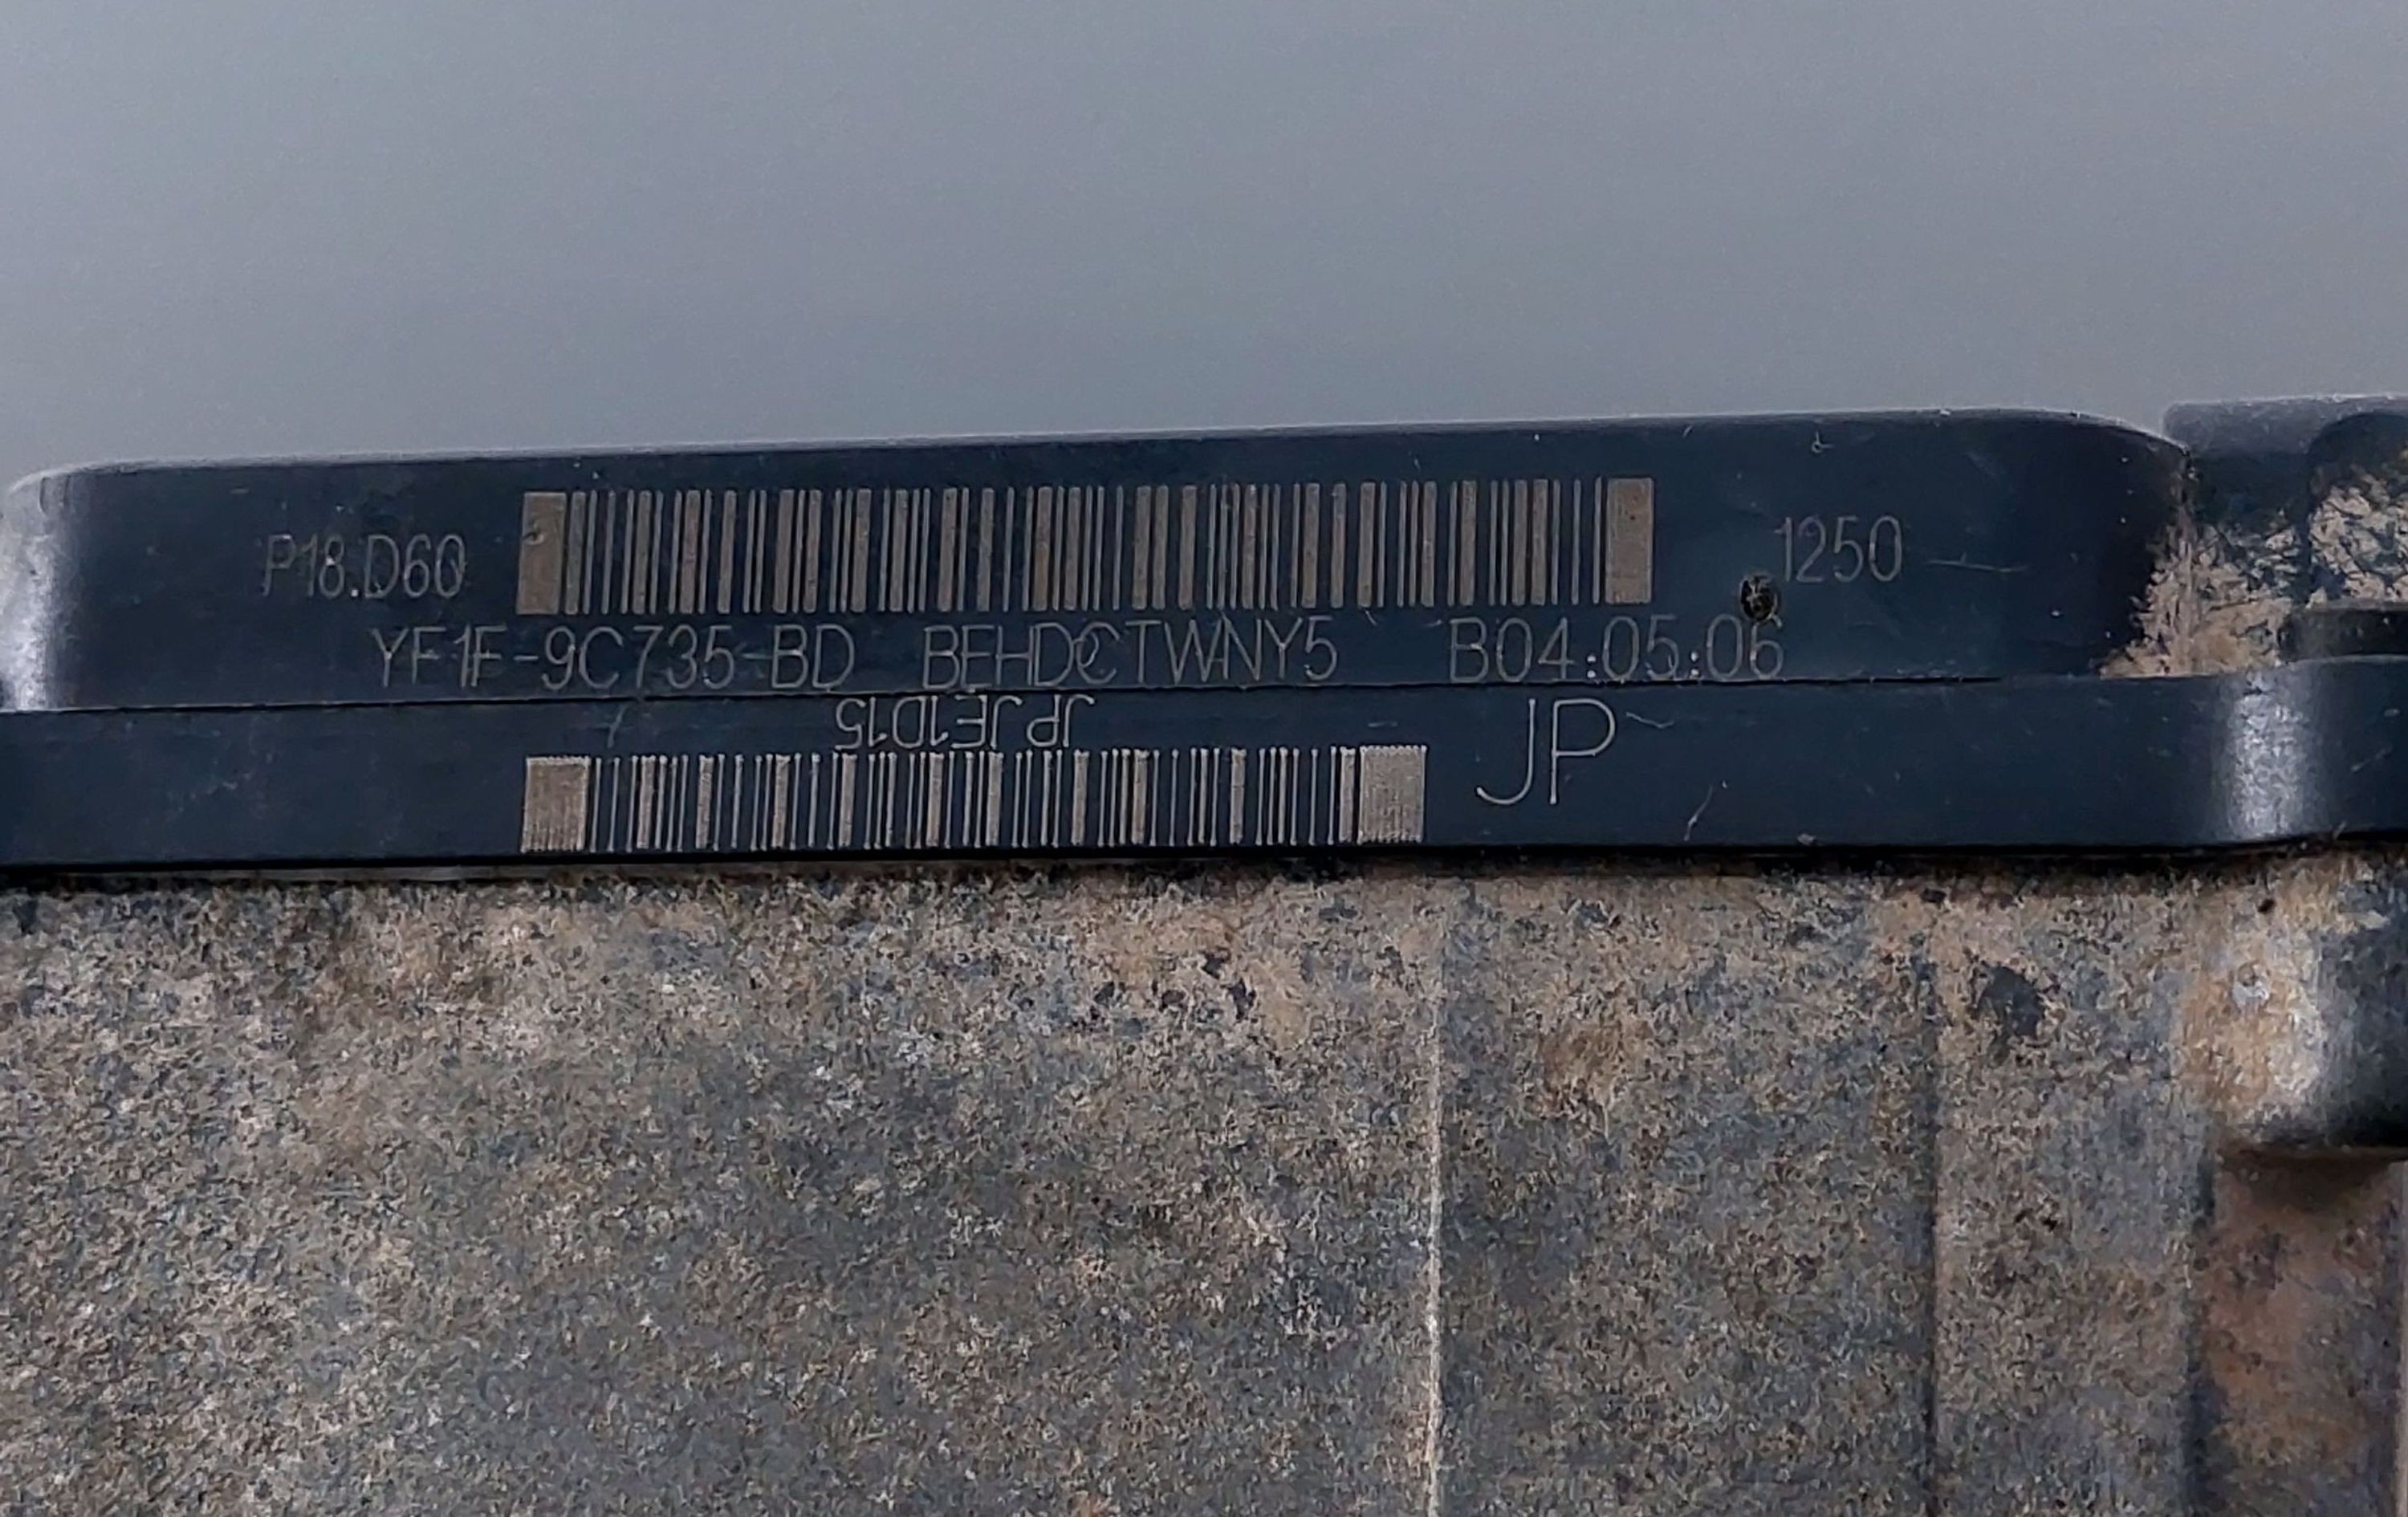 P18.D60 1250
YF1F-9C735-BD BEHDCTWNY5 B04:05:06
JPJE1D15
JP